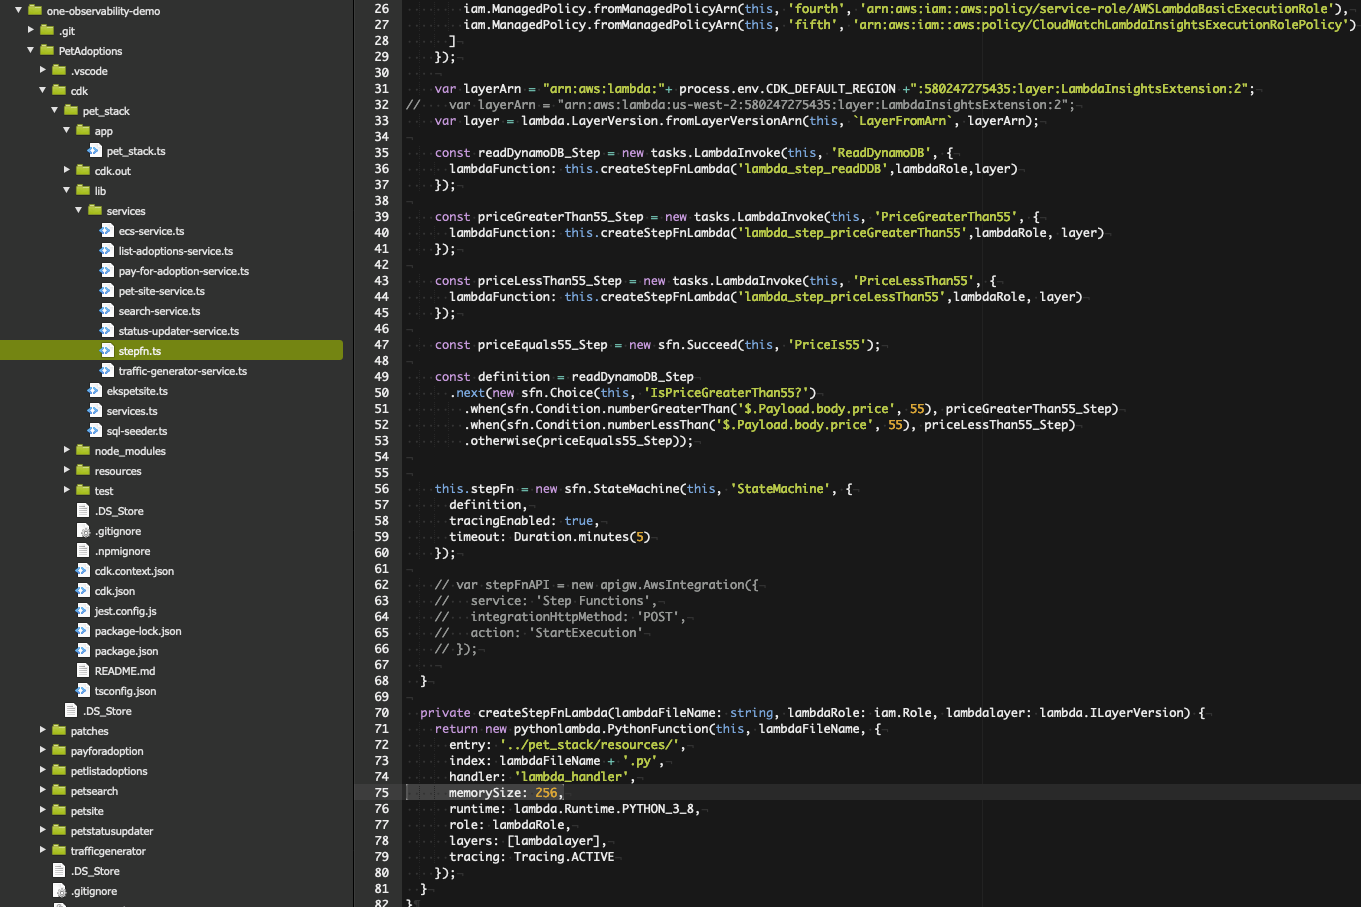 one-observability-demo
.git
PetAdoptions
.vscode
cdk
pet_stack
app
pet_stack.ts
cdk.out
lib
services
ecs-service.ts
list-adoptions-service.ts
pay-for-adoption-service.ts
pet-site-service.ts
search-service.ts
status-updater-service.ts
stepfn.ts
traffic-generator-service.ts
ekspetsite.ts
services.ts
sql-seeder.ts
node_modules
resources
test
.DS_Store
.gitignore
.npmignore
cdk.context.json
cdk.json
jest.config.js
package-lock.json
package.json
README.md
tsconfig.json
.DS_Store
patches
payforadoption
petlistadoptions
petsearch
petsite
petstatusupdater
trafficgenerator
.DS_Store
.gitignore
26 iam.ManagedPolicy.fromManagedPolicyArn(this, 'fourth', 'arn:aws:iam::aws:policy/service-role/AWSLambdaBasicExecutionRole'),
27 iam.ManagedPolicy.fromManagedPolicyArn(this, 'fifth', 'arn:aws:iam::aws:policy/CloudWatchLambdaInsightsExecutionRolePolicy')
28 ]
29 });
30
31 var layerArn = "arn:aws:lambda:"+ process.env.CDK_DEFAULT_REGION +":580247275435:layer:LambdaInsightsExtension:2";
32 // var layerArn = "arn:aws:lambda:us-west-2:580247275435:layer:LambdaInsightsExtension:2";
33 var layer = lambda.LayerVersion.fromLayerVersionArn(this, `LayerFromArn`, layerArn);
34
35 const readDynamoDB_Step = new tasks.LambdaInvoke(this, 'ReadDynamoDB', {
36 lambdaFunction: this.createStepFnLambda('lambda_step_readDDB',lambdaRole,layer)
37 });
38
39 const priceGreaterThan55_Step = new tasks.LambdaInvoke(this, 'PriceGreaterThan55', {
40 lambdaFunction: this.createStepFnLambda('lambda_step_priceGreaterThan55',lambdaRole, layer)
41 });
42
43 const priceLessThan55_Step = new tasks.LambdaInvoke(this, 'PriceLessThan55', {
44 lambdaFunction: this.createStepFnLambda('lambda_step_priceLessThan55',lambdaRole, layer)
45 });
46
47 const priceEquals55_Step = new sfn.Succeed(this, 'PriceIs55');
48
49 const definition = readDynamoDB_Step
50 .next(new sfn.Choice(this, 'IsPriceGreaterThan55?')
51 .when(sfn.Condition.numberGreaterThan('$.Payload.body.price', 55), priceGreaterThan55_Step)
52 .when(sfn.Condition.numberLessThan('$.Payload.body.price', 55), priceLessThan55_Step)
53 .otherwise(priceEquals55_Step));
54
55
56 this.stepFn = new sfn.StateMachine(this, 'StateMachine', {
57 definition,
58 tracingEnabled: true,
59 timeout: Duration.minutes(5)
60 });
61
62 // var stepFnAPI = new apigw.AwsIntegration({
63 // service: 'Step Functions',
64 // integrationHttpMethod: 'POST',
65 // action: 'StartExecution'
66 // });
67
68 }
69
70 private createStepFnLambda(lambdaFileName: string, lambdaRole: iam.Role, lambdalayer: lambda.ILayerVersion) {
71 return new pythonlambda.PythonFunction(this, lambdaFileName, {
72 entry: '../pet_stack/resources/',
73 index: lambdaFileName + '.py',
74 handler: 'lambda_handler',
75 memorySize: 256,
76 runtime: lambda.Runtime.PYTHON_3_8,
77 role: lambdaRole,
78 layers: [lambdalayer],
79 tracing: Tracing.ACTIVE
80 });
81 }
82 }